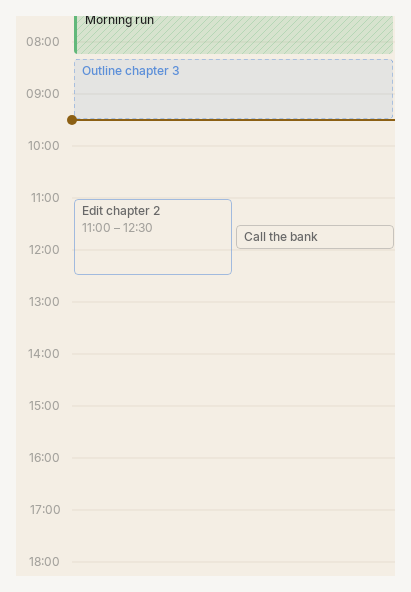 Morning run
08:00
Outline chapter 3
09:00
10:00
11:00
Edit chapter 2
11:00 – 12:30
Call the bank
12:00
13:00
14:00
15:00
16:00
17:00
18:00